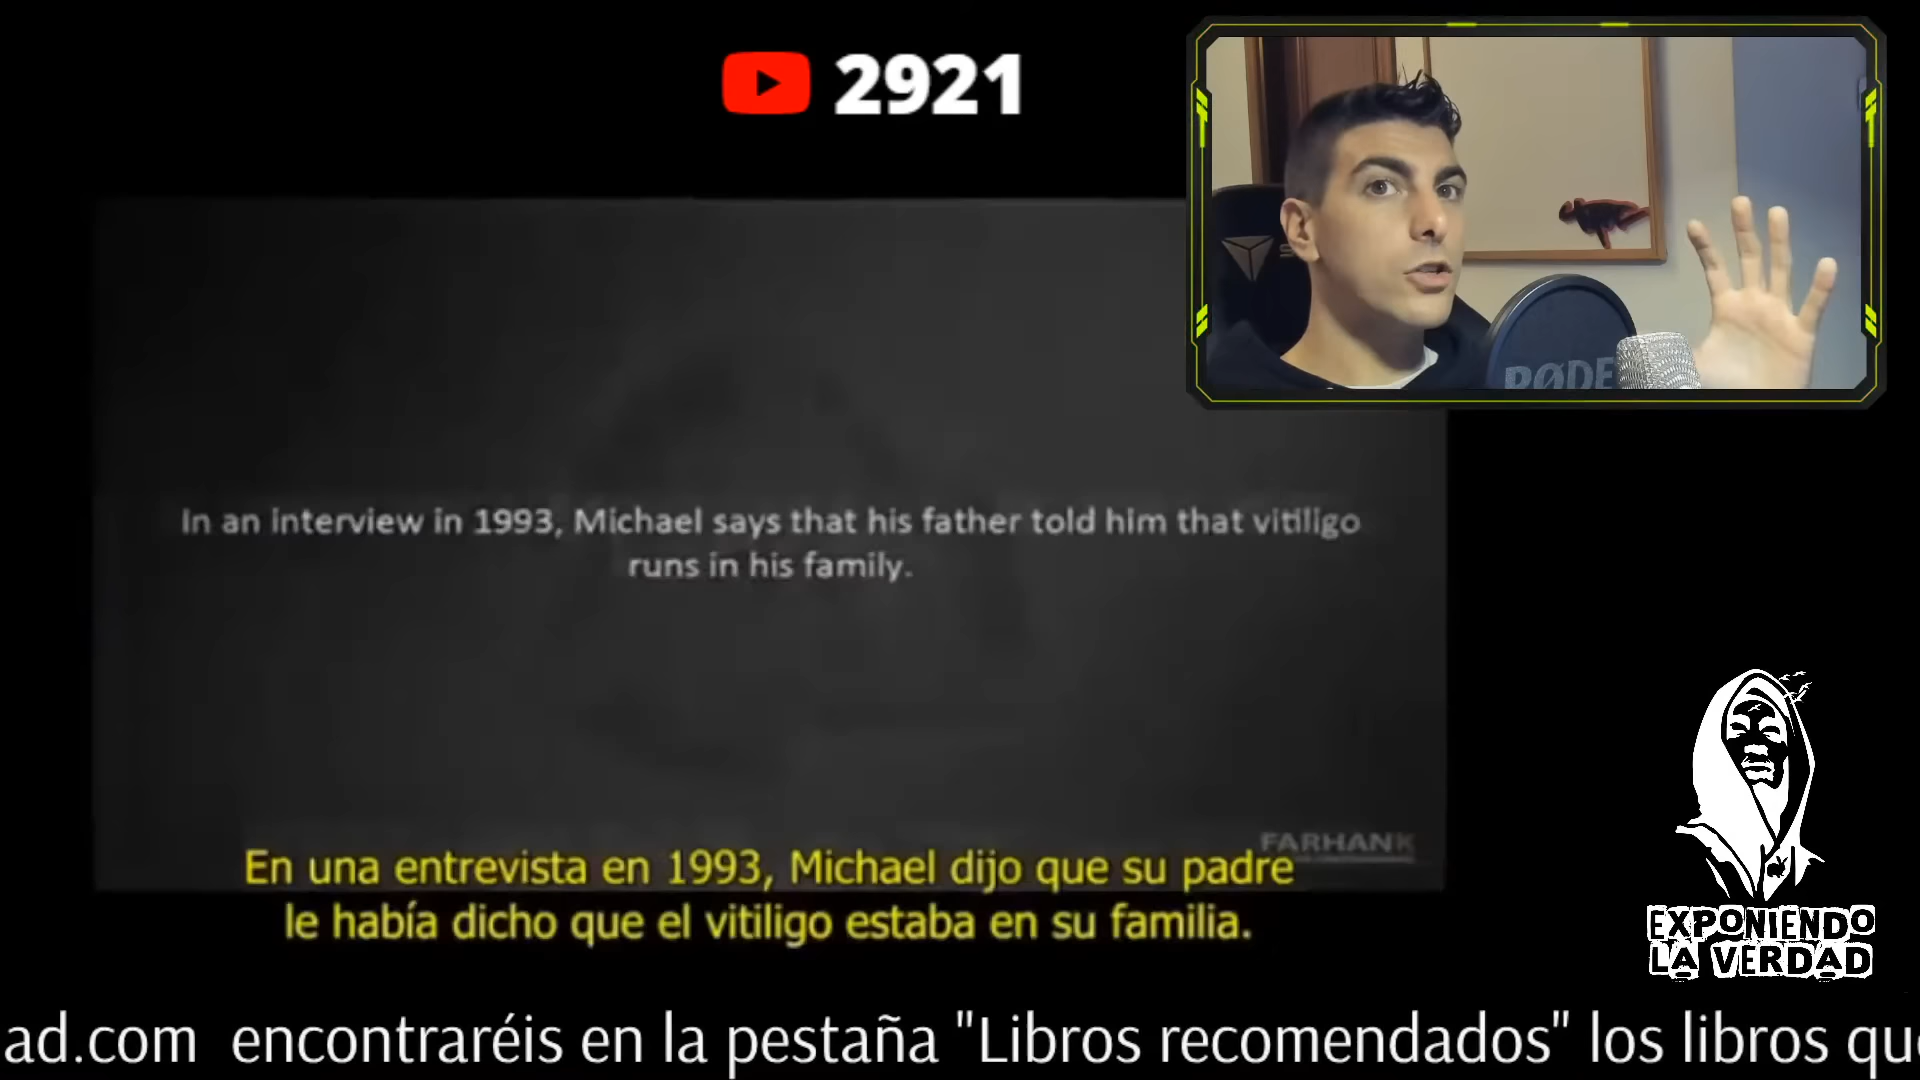 2921
RØDE
In an interview in 1993, Michael says that his father told him that vitiligo
runs in his family.
FARHANK
En una entrevista en 1993, Michael dijo que su padre
le había dicho que el vitiligo estaba en su familia.
EXPONIENDO
LA VERDAD
ad.com encontraréis en la pestaña "Libros recomendados" los libros qu